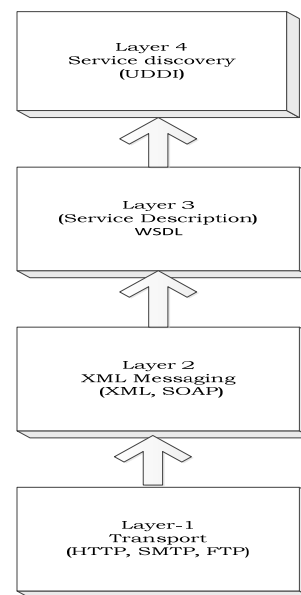 Layer 4
Service discovery
(UDDI)
Layer 3
(Service Description)
WSDL
Layer 2
XML Messaging
(XML, SOAP)
Layer-1
Transport
(HTTP, SMTP, FTP)